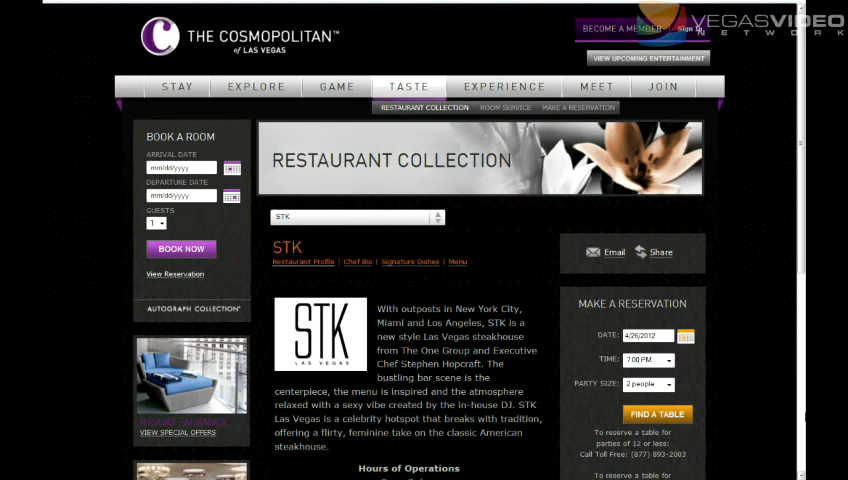 VEGASVIDEO
NETWORK
THE COSMOPOLITAN™
of LAS VEGAS
BECOME A MEMBER | Sign In
VIEW UPCOMING ENTERTAINMENT
STAY EXPLORE GAME TASTE EXPERIENCE MEET JOIN
RESTAURANT COLLECTION ROOM SERVICE MAKE A RESERVATION
BOOK A ROOM
ARRIVAL DATE
mm/dd/yyyy
DEPARTURE DATE
mm/dd/yyyy
GUESTS
1
BOOK NOW
View Reservation
AUTOGRAPH COLLECTION®
VIEW SPECIAL OFFERS
RESTAURANT COLLECTION
STK
STK
Restaurant Profile | Chef Bio | Signature Dishes | Menu
STK
LAS VEGAS
With outposts in New York City,
Miami and Los Angeles, STK is a
new style Las Vegas steakhouse
from The One Group and Executive
Chef Stephen Hopcraft. The
bustling bar scene is the
centerpiece, the menu is inspired and the atmosphere
relaxed with a sexy vibe created by the in-house DJ. STK
Las Vegas is a celebrity hotspot that breaks with tradition,
offering a flirty, feminine take on the classic American
steakhouse.
Hours of Operations
Email Share
MAKE A RESERVATION
DATE: 4/26/2012
TIME: 7:00 PM
PARTY SIZE: 2 people
FIND A TABLE
To reserve a table for
parties of 12 or less:
Call Toll Free: (877) 893-2003
To reserve a table for